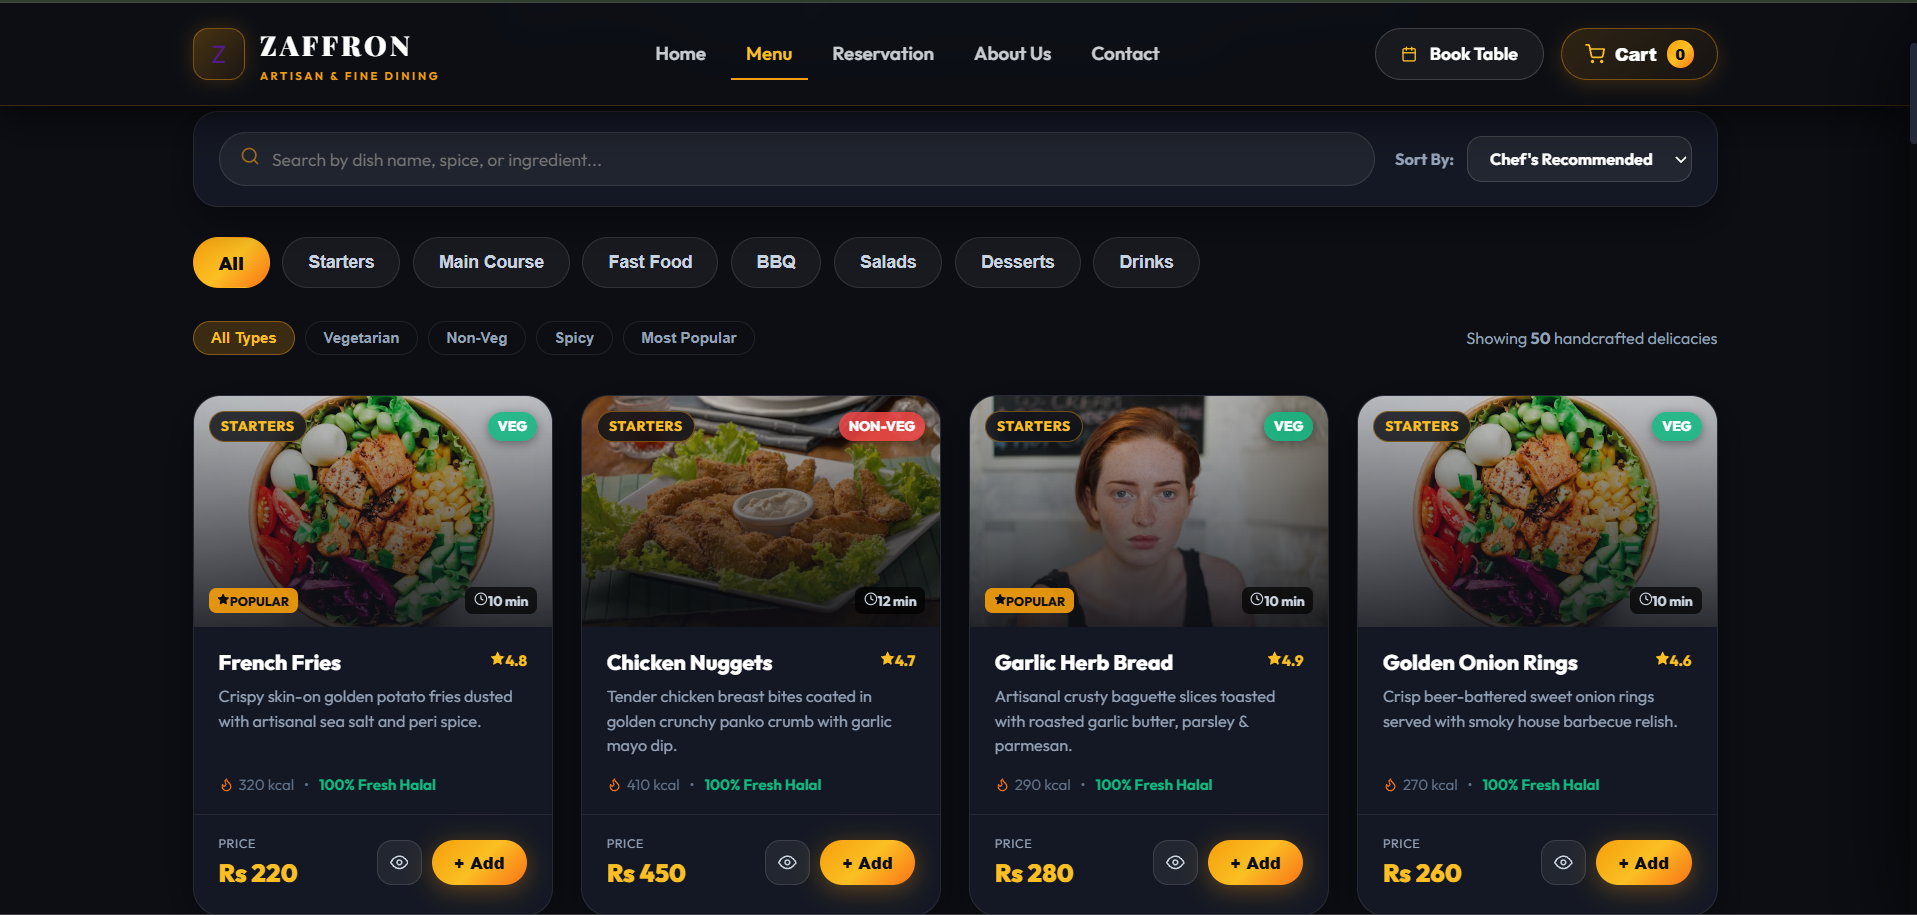 Z
ZAFFRON
ARTISAN & FINE DINING
Home
Menu
Reservation
About Us
Contact
Book Table
Cart 0
Search by dish name, spice, or ingredient...
Sort By:
Chef's Recommended
All
Starters
Main Course
Fast Food
BBQ
Salads
Desserts
Drinks
All Types
Vegetarian
Non-Veg
Spicy
Most Popular
Showing 50 handcrafted delicacies
STARTERS
VEG
POPULAR
10 min
French Fries
4.8
Crispy skin-on golden potato fries dusted
with artisanal sea salt and peri spice.
320 kcal • 100% Fresh Halal
PRICE
Rs 220
+ Add
STARTERS
NON-VEG
12 min
Chicken Nuggets
4.7
Tender chicken breast bites coated in
golden crunchy panko crumb with garlic
mayo dip.
410 kcal • 100% Fresh Halal
PRICE
Rs 450
+ Add
STARTERS
VEG
POPULAR
10 min
Garlic Herb Bread
4.9
Artisanal crusty baguette slices toasted
with roasted garlic butter, parsley &
parmesan.
290 kcal • 100% Fresh Halal
PRICE
Rs 280
+ Add
STARTERS
VEG
10 min
Golden Onion Rings
4.6
Crisp beer-battered sweet onion rings
served with smoky house barbecue relish.
270 kcal • 100% Fresh Halal
PRICE
Rs 260
+ Add